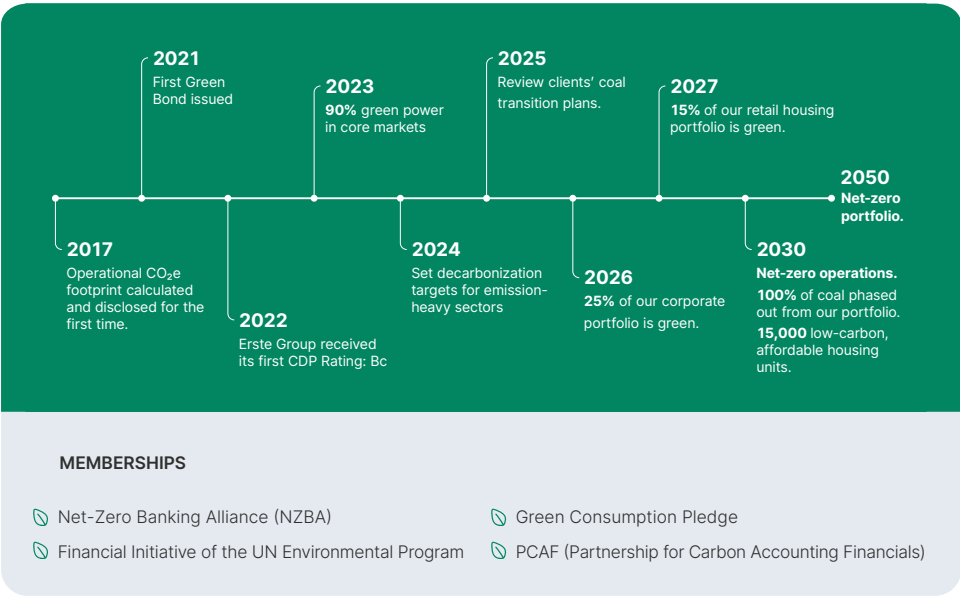 2021
First Green
Bond issued
2023
90% green power
in core markets
2025
Review clients’ coal
transition plans.
2027
15% of our retail housing
portfolio is green.
2050
Net-zero
portfolio.
2017
Operational CO₂e
footprint calculated
and disclosed for the
first time.
2022
Erste Group received
its first CDP Rating: Bc
2024
Set decarbonization
targets for emission-
heavy sectors
2026
25% of our corporate
portfolio is green.
2030
Net-zero operations.
100% of coal phased
out from our portfolio.
15,000 low-carbon,
affordable housing
units.
MEMBERSHIPS
Net-Zero Banking Alliance (NZBA)
Financial Initiative of the UN Environmental Program
Green Consumption Pledge
PCAF (Partnership for Carbon Accounting Financials)